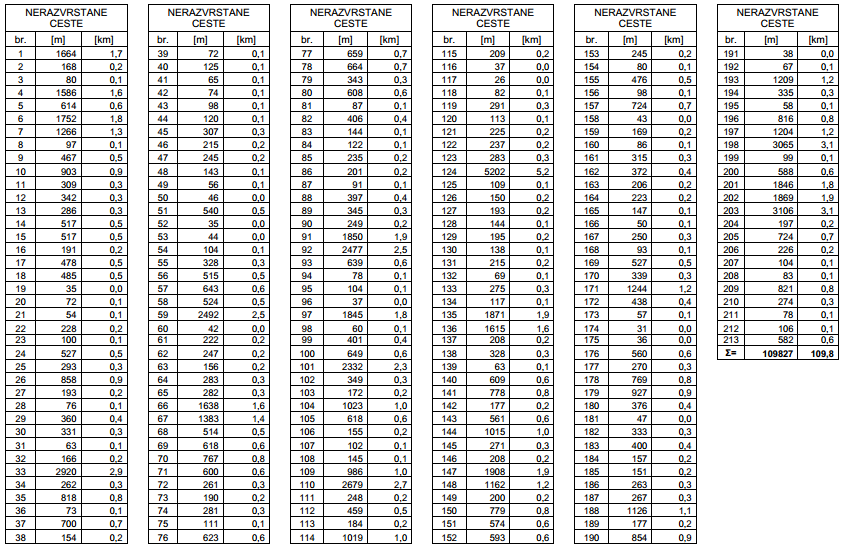 NERAZVRSTANE
CESTE
br. [m] [km]
1 1664 1,7
2 168 0,2
3 80 0,1
4 1586 1,6
5 614 0,6
6 1752 1,8
7 1266 1,3
8 97 0,1
9 467 0,5
10 903 0,9
11 309 0,3
12 342 0,3
13 286 0,3
14 517 0,5
15 517 0,5
16 191 0,2
17 478 0,5
18 485 0,5
19 35 0,0
20 72 0,1
21 54 0,1
22 228 0,2
23 100 0,1
24 527 0,5
25 293 0,3
26 858 0,9
27 193 0,2
28 76 0,1
29 360 0,4
30 331 0,3
31 63 0,1
32 166 0,2
33 2920 2,9
34 262 0,3
35 818 0,8
36 73 0,1
37 700 0,7
38 154 0,2
NERAZVRSTANE
CESTE
br. [m] [km]
39 72 0,1
40 125 0,1
41 65 0,1
42 74 0,1
43 98 0,1
44 120 0,1
45 307 0,3
46 215 0,2
47 245 0,2
48 143 0,1
49 56 0,1
50 46 0,0
51 540 0,5
52 35 0,0
53 44 0,0
54 104 0,1
55 328 0,3
56 515 0,5
57 643 0,6
58 524 0,5
59 2492 2,5
60 42 0,0
61 222 0,2
62 247 0,2
63 156 0,2
64 283 0,3
65 282 0,3
66 1638 1,6
67 1383 1,4
68 514 0,5
69 618 0,6
70 767 0,8
71 600 0,6
72 261 0,3
73 190 0,2
74 281 0,3
75 111 0,1
76 623 0,6
NERAZVRSTANE
CESTE
br. [m] [km]
77 659 0,7
78 664 0,7
79 343 0,3
80 608 0,6
81 87 0,1
82 406 0,4
83 144 0,1
84 122 0,1
85 235 0,2
86 201 0,2
87 91 0,1
88 397 0,4
89 345 0,3
90 249 0,2
91 1850 1,9
92 2477 2,5
93 639 0,6
94 78 0,1
95 104 0,1
96 37 0,0
97 1845 1,8
98 60 0,1
99 401 0,4
100 649 0,6
101 2332 2,3
102 349 0,3
103 172 0,2
104 1023 1,0
105 618 0,6
106 155 0,2
107 102 0,1
108 145 0,1
109 986 1,0
110 2679 2,7
111 248 0,2
112 459 0,5
113 184 0,2
114 1019 1,0
NERAZVRSTANE
CESTE
br. [m] [km]
115 209 0,2
116 37 0,0
117 26 0,0
118 82 0,1
119 291 0,3
120 113 0,1
121 225 0,2
122 237 0,2
123 283 0,3
124 5202 5,2
125 109 0,1
126 150 0,2
127 193 0,2
128 144 0,1
129 195 0,2
130 138 0,1
131 215 0,2
132 69 0,1
133 275 0,3
134 117 0,1
135 1871 1,9
136 1615 1,6
137 208 0,2
138 328 0,3
139 63 0,1
140 609 0,6
141 778 0,8
142 177 0,2
143 561 0,6
144 1015 1,0
145 271 0,3
146 208 0,2
147 1908 1,9
148 1162 1,2
149 200 0,2
150 779 0,8
151 574 0,6
152 593 0,6
NERAZVRSTANE
CESTE
br. [m] [km]
153 245 0,2
154 80 0,1
155 476 0,5
156 98 0,1
157 724 0,7
158 43 0,0
159 169 0,2
160 86 0,1
161 315 0,3
162 372 0,4
163 206 0,2
164 223 0,2
165 147 0,1
166 50 0,1
167 250 0,3
168 93 0,1
169 527 0,5
170 339 0,3
171 1244 1,2
172 438 0,4
173 57 0,1
174 31 0,0
175 36 0,0
176 560 0,6
177 270 0,3
178 769 0,8
179 927 0,9
180 376 0,4
181 47 0,0
182 333 0,3
183 400 0,4
184 157 0,2
185 151 0,2
186 263 0,3
187 267 0,3
188 1126 1,1
189 177 0,2
190 854 0,9
NERAZVRSTANE
CESTE
br. [m] [km]
191 38 0,0
192 67 0,1
193 1209 1,2
194 335 0,3
195 58 0,1
196 816 0,8
197 1204 1,2
198 3065 3,1
199 99 0,1
200 588 0,6
201 1846 1,8
202 1869 1,9
203 3106 3,1
204 197 0,2
205 724 0,7
206 226 0,2
207 104 0,1
208 83 0,1
209 821 0,8
210 274 0,3
211 78 0,1
212 106 0,1
213 582 0,6
Σ= 109827 109,8